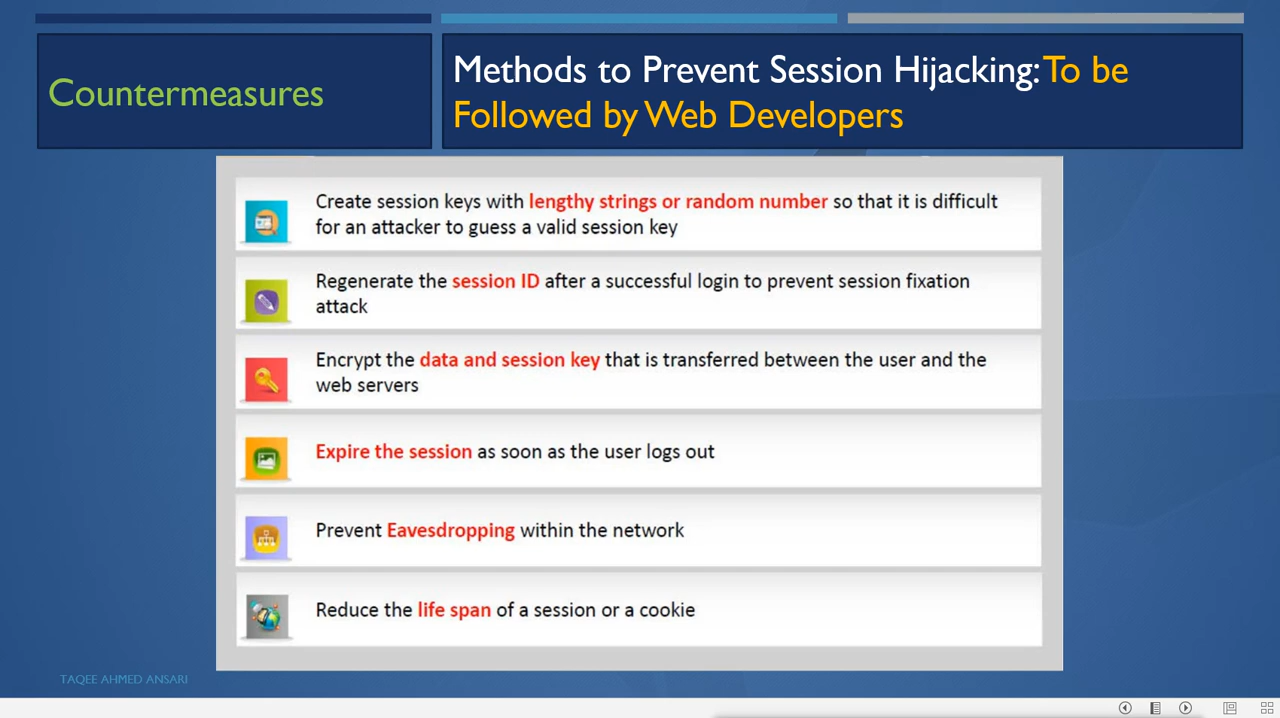 Countermeasures
Methods to Prevent Session Hijacking: To be
Followed by Web Developers
Create session keys with lengthy strings or random number so that it is difficult
for an attacker to guess a valid session key
Regenerate the session ID after a successful login to prevent session fixation
attack
Encrypt the data and session key that is transferred between the user and the
web servers
Expire the session as soon as the user logs out
Prevent Eavesdropping within the network
Reduce the life span of a session or a cookie
TAQEE AHMED ANSARI